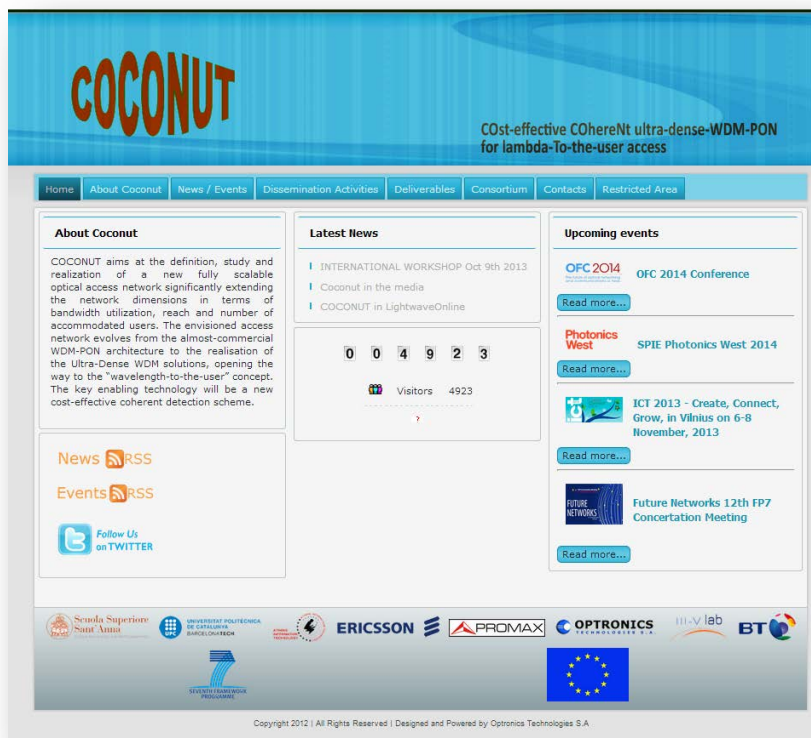 COCONUT
COst-effective COhereNt ultra-dense-WDM-PON
for lambda-To-the-user access
Home About Coconut News / Events Dissemination Activities Deliverables Consortium Contacts Restricted Area
About Coconut
COCONUT aims at the definition, study and
realization of a new fully scalable
optical access network significantly extending
the network dimensions in terms of
bandwidth utilization, reach and number of
accommodated users. The envisioned access
network evolves from the almost-commercial
WDM-PON architecture to the realisation of
the Ultra-Dense WDM solutions, opening the
way to the "wavelength-to-the-user" concept.
The key enabling technology will be a new
cost-effective coherent detection scheme.
News RSS
Events RSS
Follow Us
on TWITTER
Latest News
INTERNATIONAL WORKSHOP Oct 9th 2013
Coconut in the media
COCONUT in LightwaveOnline
0 0 4 9 2 3
Visitors 4923
?
Upcoming events
OFC 2014
OFC 2014 Conference
Read more...
Photonics
West
SPIE Photonics West 2014
Read more...
ict
ICT 2013 - Create, Connect,
Grow, in Vilnius on 6-8
November, 2013
Read more...
FUTURE
NETWORKS
Future Networks 12th FP7
Concertation Meeting
Read more...
Scuola Superiore
Sant'Anna
UPC
UNIVERSITAT POLITÈCNICA
DE CATALUNYA
BARCELONATECH
ERICSSON
PROMAX
OPTRONICS
TECHNOLOGIES S.A.
III-V lab
BT
SEVENTH FRAMEWORK
PROGRAMME
Copyright 2012 | All Rights Reserved | Designed and Powered by Optronics Technologies S.A